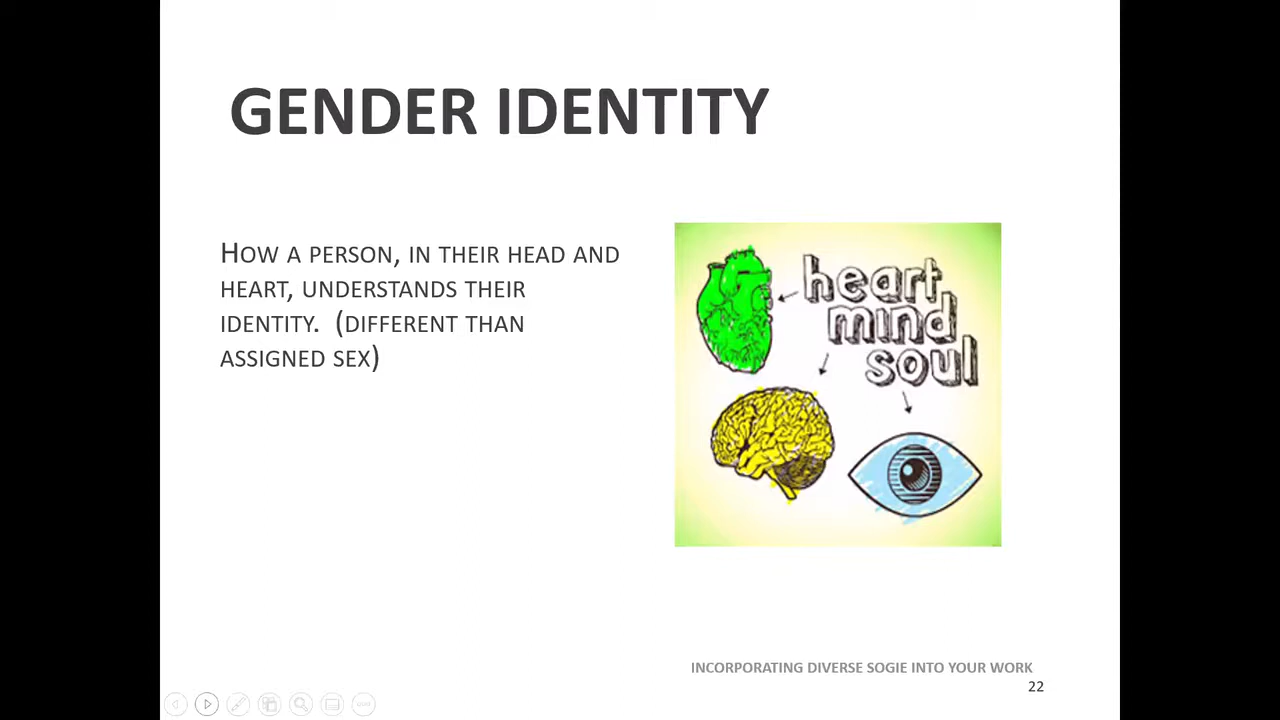 GENDER IDENTITY
HOW A PERSON, IN THEIR HEAD AND
HEART, UNDERSTANDS THEIR
IDENTITY. (DIFFERENT THAN
ASSIGNED SEX)
heart
mind
soul
INCORPORATING DIVERSE SOGIE INTO YOUR WORK
22